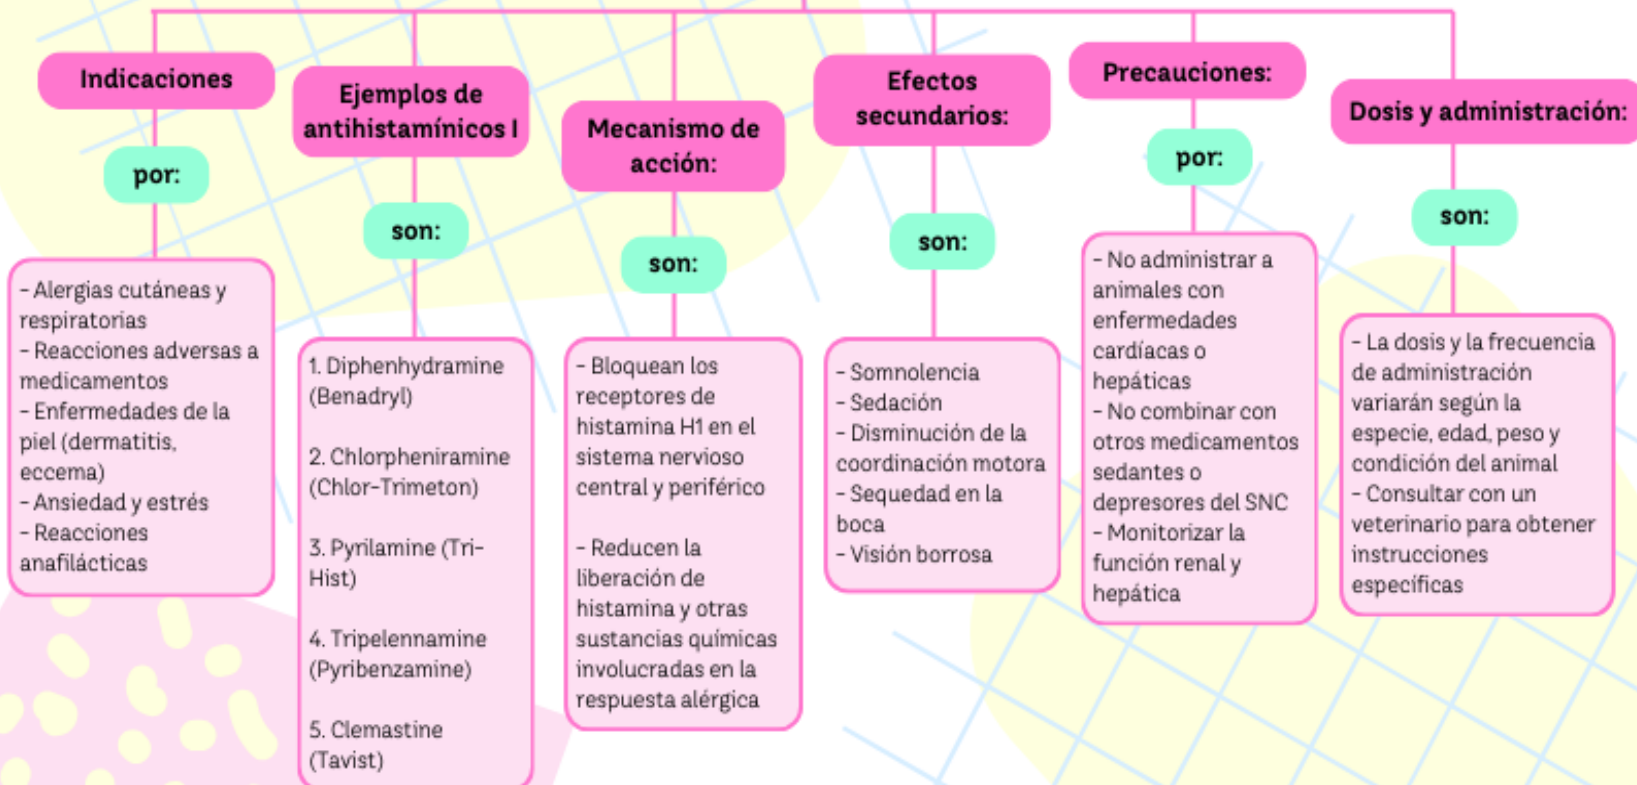 Indicaciones
por:
- Alergias cutáneas y
respiratorias
- Reacciones adversas a
medicamentos
- Enfermedades de la
piel (dermatitis,
eccema)
- Ansiedad y estrés
- Reacciones
anafilácticas
Ejemplos de
antihistamínicos I
son:
1. Diphenhydramine
(Benadryl)
2. Chlorpheniramine
(Chlor-Trimeton)
3. Pyrilamine (Tri-
Hist)
4. Tripelennamine
(Pyribenzamine)
5. Clemastine
(Tavist)
Mecanismo de
acción:
son:
- Bloquean los
receptores de
histamina H1 en el
sistema nervioso
central y periférico
- Reducen la
liberación de
histamina y otras
sustancias químicas
involucradas en la
respuesta alérgica
Efectos
secundarios:
son:
- Somnolencia
- Sedación
- Disminución de la
coordinación motora
- Sequedad en la
boca
- Visión borrosa
Precauciones:
por:
- No administrar a
animales con
enfermedades
cardíacas o
hepáticas
- No combinar con
otros medicamentos
sedantes o
depresores del SNC
- Monitorizar la
función renal y
hepática
Dosis y administración:
son:
- La dosis y la frecuencia
de administración
variarán según la
especie, edad, peso y
condición del animal
- Consultar con un
veterinario para obtener
instrucciones
específicas